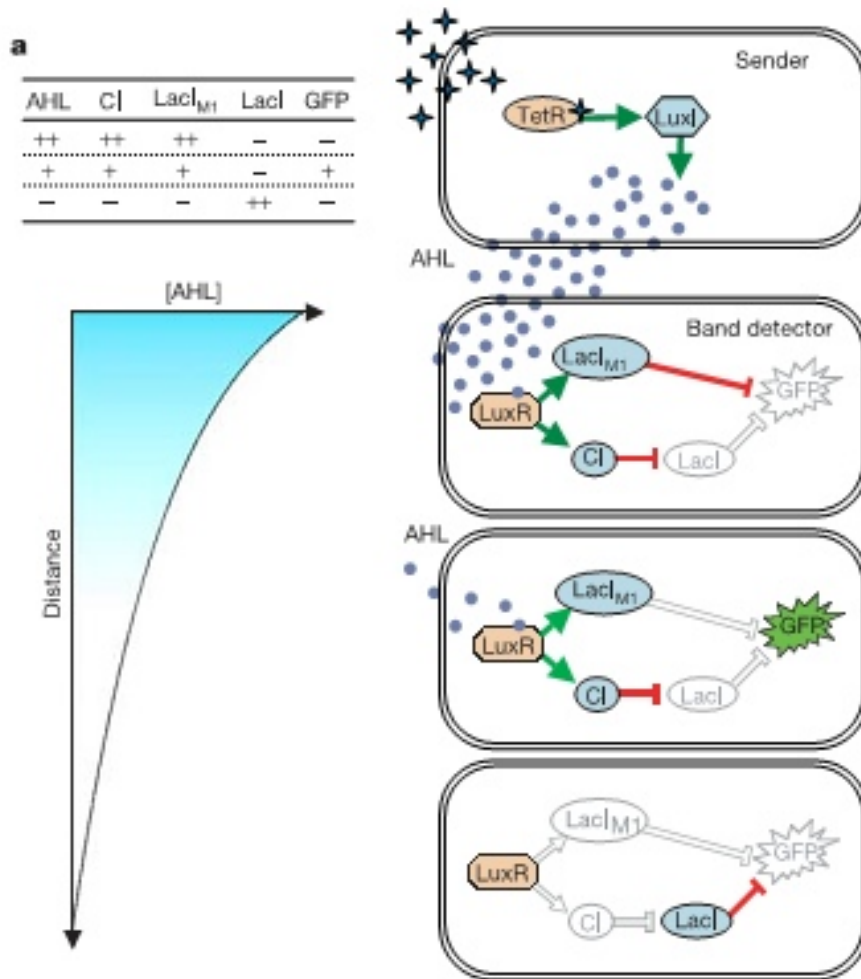 a
AHL CI LacI_M1 LacI GFP
++ ++ ++ – –
+ + + – +
– – – ++ –
[AHL]
Distance
Sender
TetR LuxI
AHL
Band detector
LacI_M1
GFP
LuxR
CI LacI
AHL
LacI_M1
GFP
LuxR
CI LacI
LacI_M1
GFP
LuxR
CI LacI